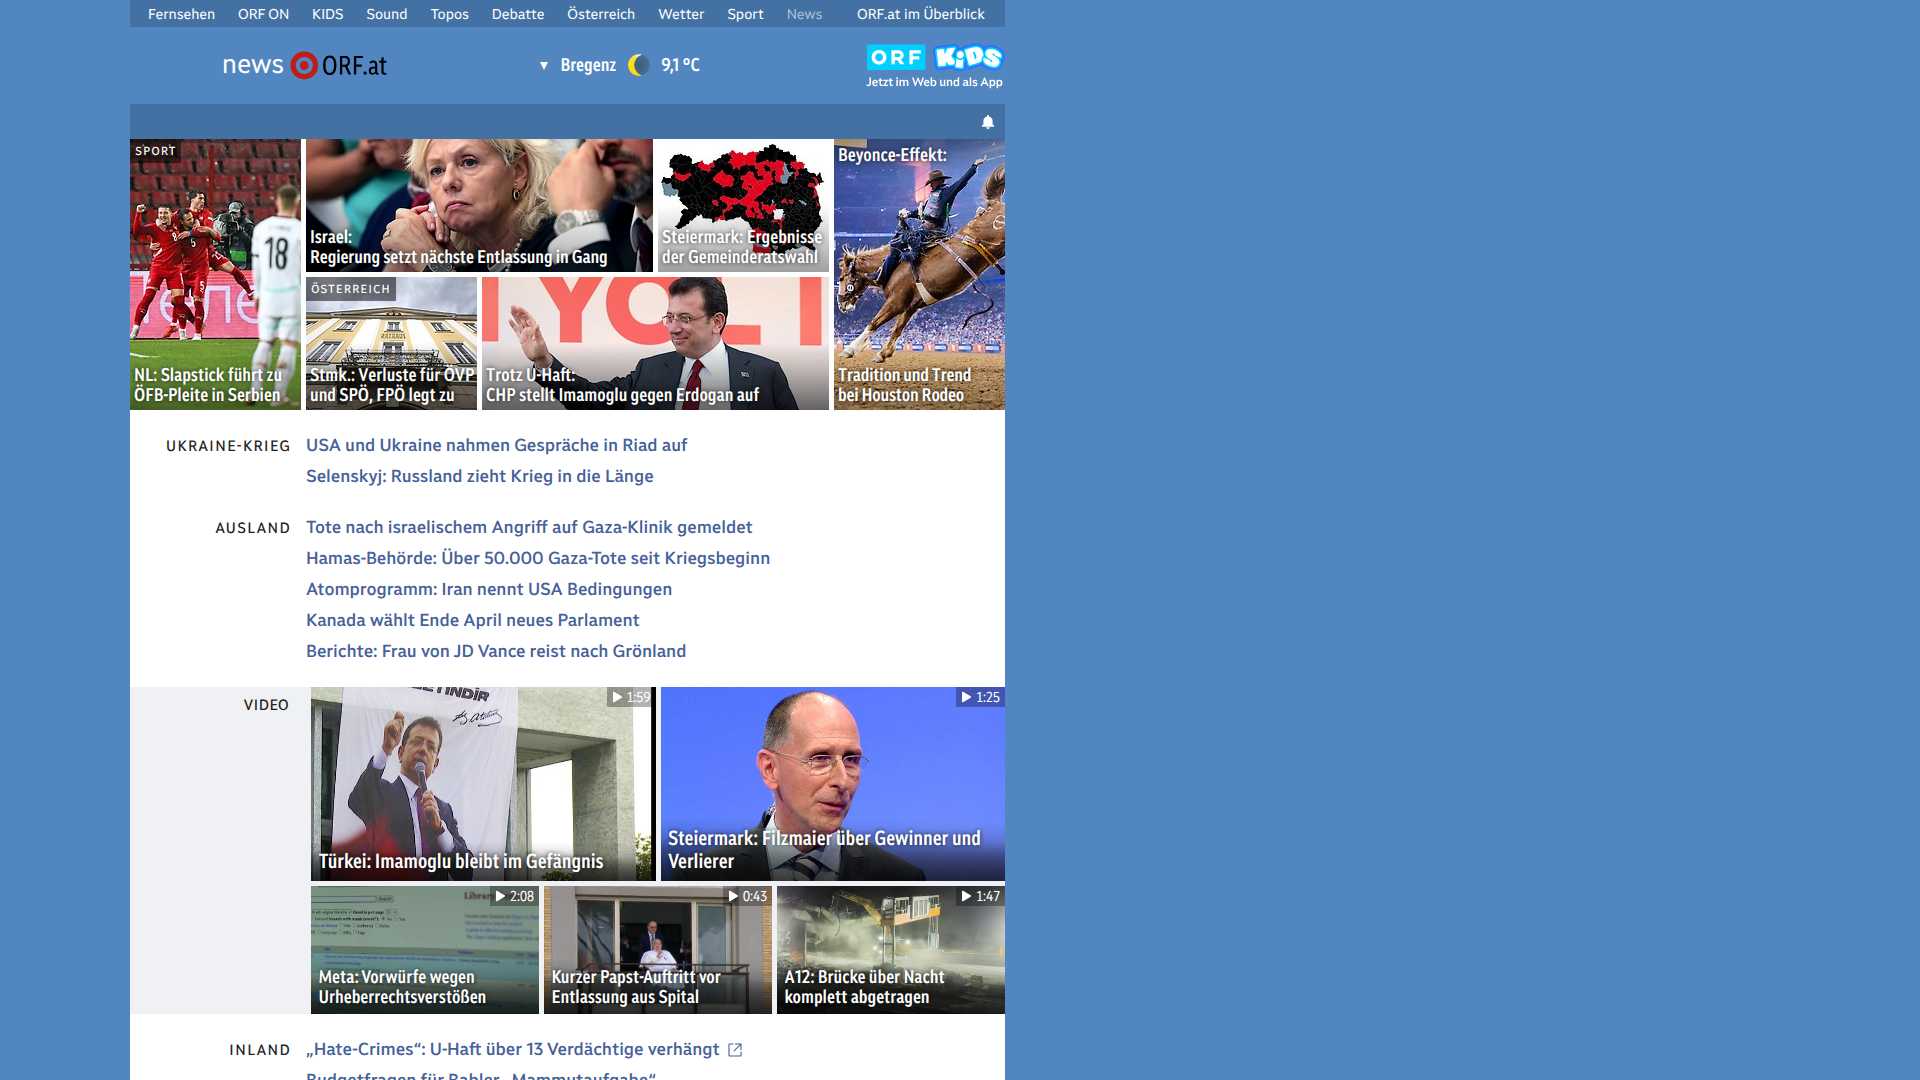 Fernsehen ORF ON KIDS Sound Topos Debatte Österreich Wetter Sport News ORF.at im Überblick
news ORF.at
Bregenz 9,1 °C
ORF KiDS
Jetzt im Web und als App
SPORT
NL: Slapstick führt zu
ÖFB-Pleite in Serbien
18
Israel:
Regierung setzt nächste Entlassung in Gang
Steiermark: Ergebnisse
der Gemeinderatswahl
Beyonce-Effekt:
Tradition und Trend
bei Houston Rodeo
ÖSTERREICH
Stmk.: Verluste für ÖVP
und SPÖ, FPÖ legt zu
Trotz U-Haft:
CHP stellt Imamoglu gegen Erdogan auf
UKRAINE-KRIEG
USA und Ukraine nahmen Gespräche in Riad auf
Selenskyj: Russland zieht Krieg in die Länge
AUSLAND
Tote nach israelischem Angriff auf Gaza-Klinik gemeldet
Hamas-Behörde: Über 50.000 Gaza-Tote seit Kriegsbeginn
Atomprogramm: Iran nennt USA Bedingungen
Kanada wählt Ende April neues Parlament
Berichte: Frau von JD Vance reist nach Grönland
VIDEO
1:59
Türkei: Imamoglu bleibt im Gefängnis
1:25
Steiermark: Filzmaier über Gewinner und
Verlierer
2:08
Meta: Vorwürfe wegen
Urheberrechtsverstößen
0:43
Kurzer Papst-Auftritt vor
Entlassung aus Spital
1:47
A12: Brücke über Nacht
komplett abgetragen
INLAND
„Hate-Crimes“: U-Haft über 13 Verdächtige verhängt
Budgetfragen für Babler „Mammutaufgabe“